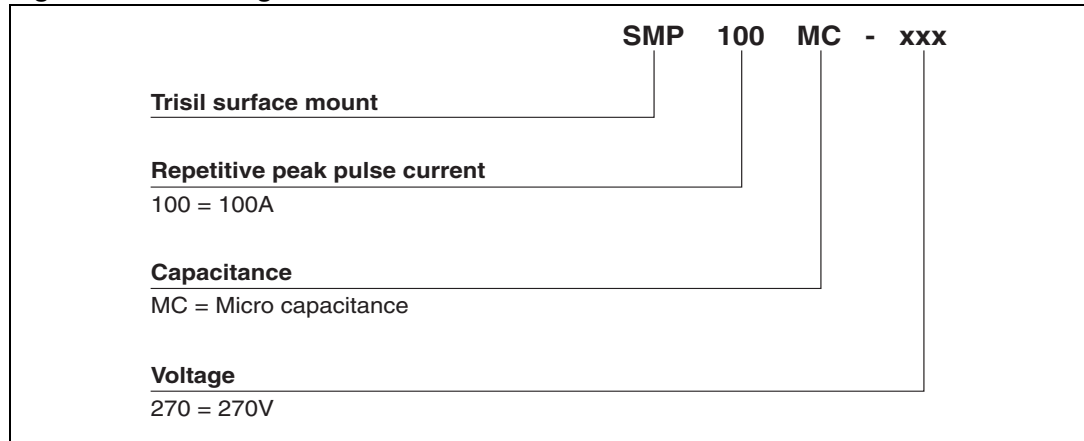 SMP 100 MC - xxx
Trisil surface mount
Repetitive peak pulse current
100 = 100A
Capacitance
MC = Micro capacitance
Voltage
270 = 270V